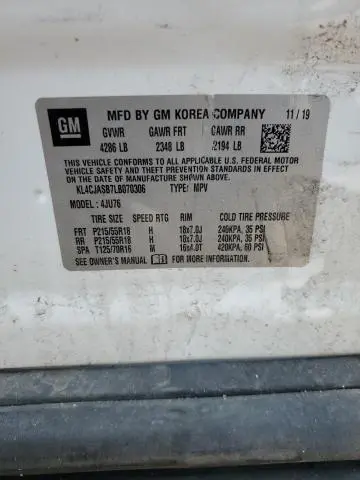 GM
MFD BY GM KOREA COMPANY 11/19
GVWR GAWR FRT GAWR RR
4286 LB 2348 LB 2194 LB
THIS VEHICLE CONFORMS TO ALL APPLICABLE U.S. FEDERAL MOTOR
VEHICLE SAFETY, BUMPER, AND THEFT PREVENTION STANDARDS
IN EFFECT ON THE DATE OF MANUFACTURE SHOWN ABOVE.
KL4CJASB7LB070306 TYPE: MPV
MODEL: 4JU76
TIRE SIZE SPEED RTG RIM COLD TIRE PRESSURE
FRT P215/55R18 H 18x7.0J 240KPA, 35 PSI
RR P215/55R18 H 18x7.0J 240KPA, 35 PSI
SPA T125/70R16 M 16x4.0T 420KPA, 60 PSI
SEE OWNER'S MANUAL FOR MORE INFORMATION